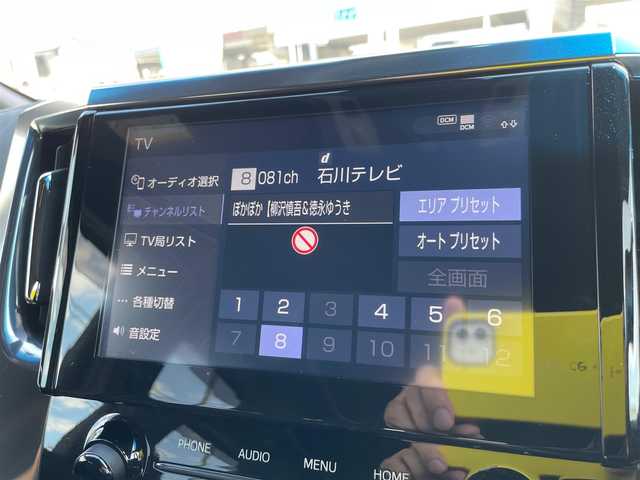 TV
DCM
DCM
オーディオ選択
8 081ch d 石川テレビ
チャンネルリスト
ぽかぽか【柳沢慎吾&徳永ゆうき
エリア プリセット
TV局リスト
オート プリセット
メニュー
全画面
各種切替
1 2 3 4 5 6
音設定
7 8 9 10 11 12
PHONE AUDIO MENU HOME